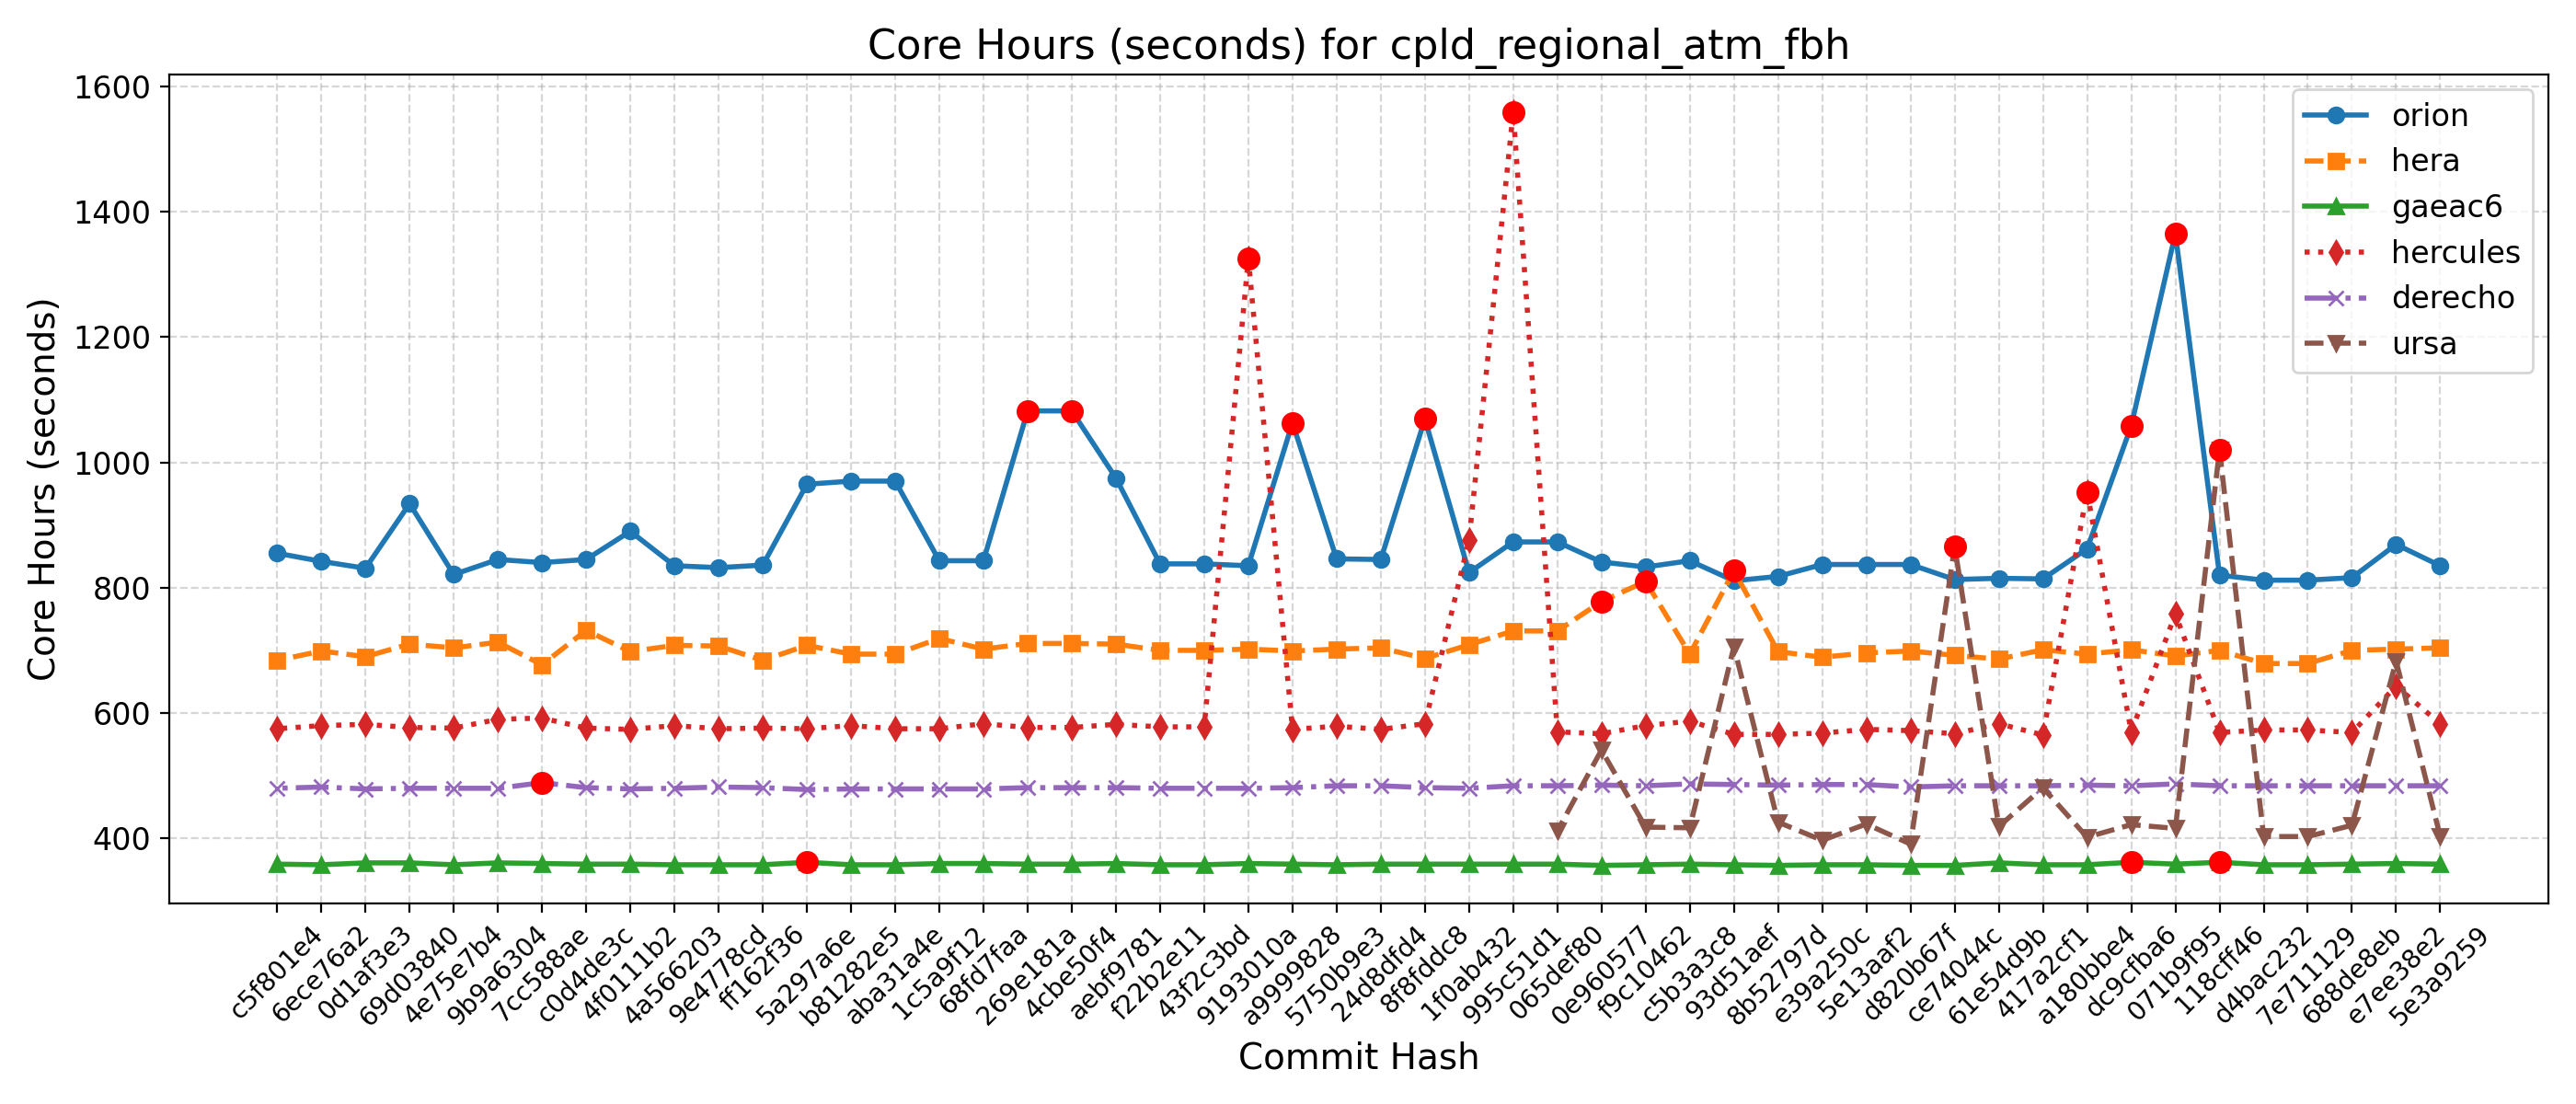 Core Hours (seconds) for cpld_regional_atm_fbh
1600
1400
1200
1000
800
600
400
Core Hours (seconds)
orion
hera
gaeac6
hercules
derecho
ursa
c5f801e4
6ece76a2
0d1af3e3
69d03840
4e75e7b4
9b9a6304
7cc588ae
c0d4de3c
4f0111b2
4a566203
9e4778cd
ff162f36
5a297a6e
b81282e5
aba31a4e
1c5a9f12
68fd7faa
269e181a
4cbe50f4
aebf9781
f22b2e11
43f2c3bd
9193010a
a9999828
5750b9e3
24d8dfd4
8f8fddc8
1f0ab432
995c51d1
065def80
0e960577
f9c10462
c5b3a3c8
93d51aef
8b52797d
e39a250c
5e13aaf2
d820b67f
ce74044c
61e54d9b
417a2cf1
a180bbe4
dc9cfba6
071b9f95
118cff46
d4bac232
7e711129
688de8eb
e7ee38e2
5e3a9259
Commit Hash